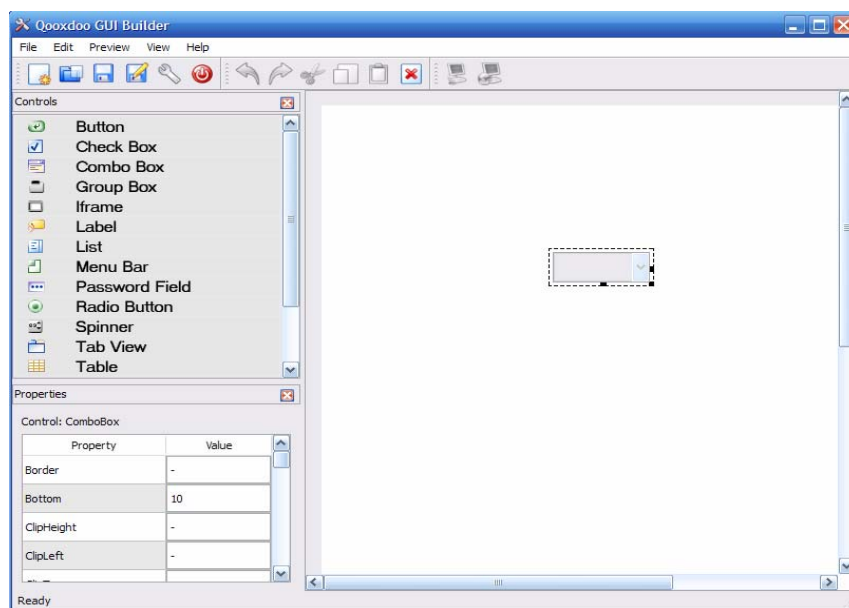 Qooxdoo GUI Builder
File Edit Preview View Help
Controls
Button
Check Box
Combo Box
Group Box
Iframe
Label
List
Menu Bar
Password Field
Radio Button
Spinner
Tab View
Table
Properties
Control: ComboBox
Property Value
Border -
Bottom 10
ClipHeight -
ClipLeft -
Ready